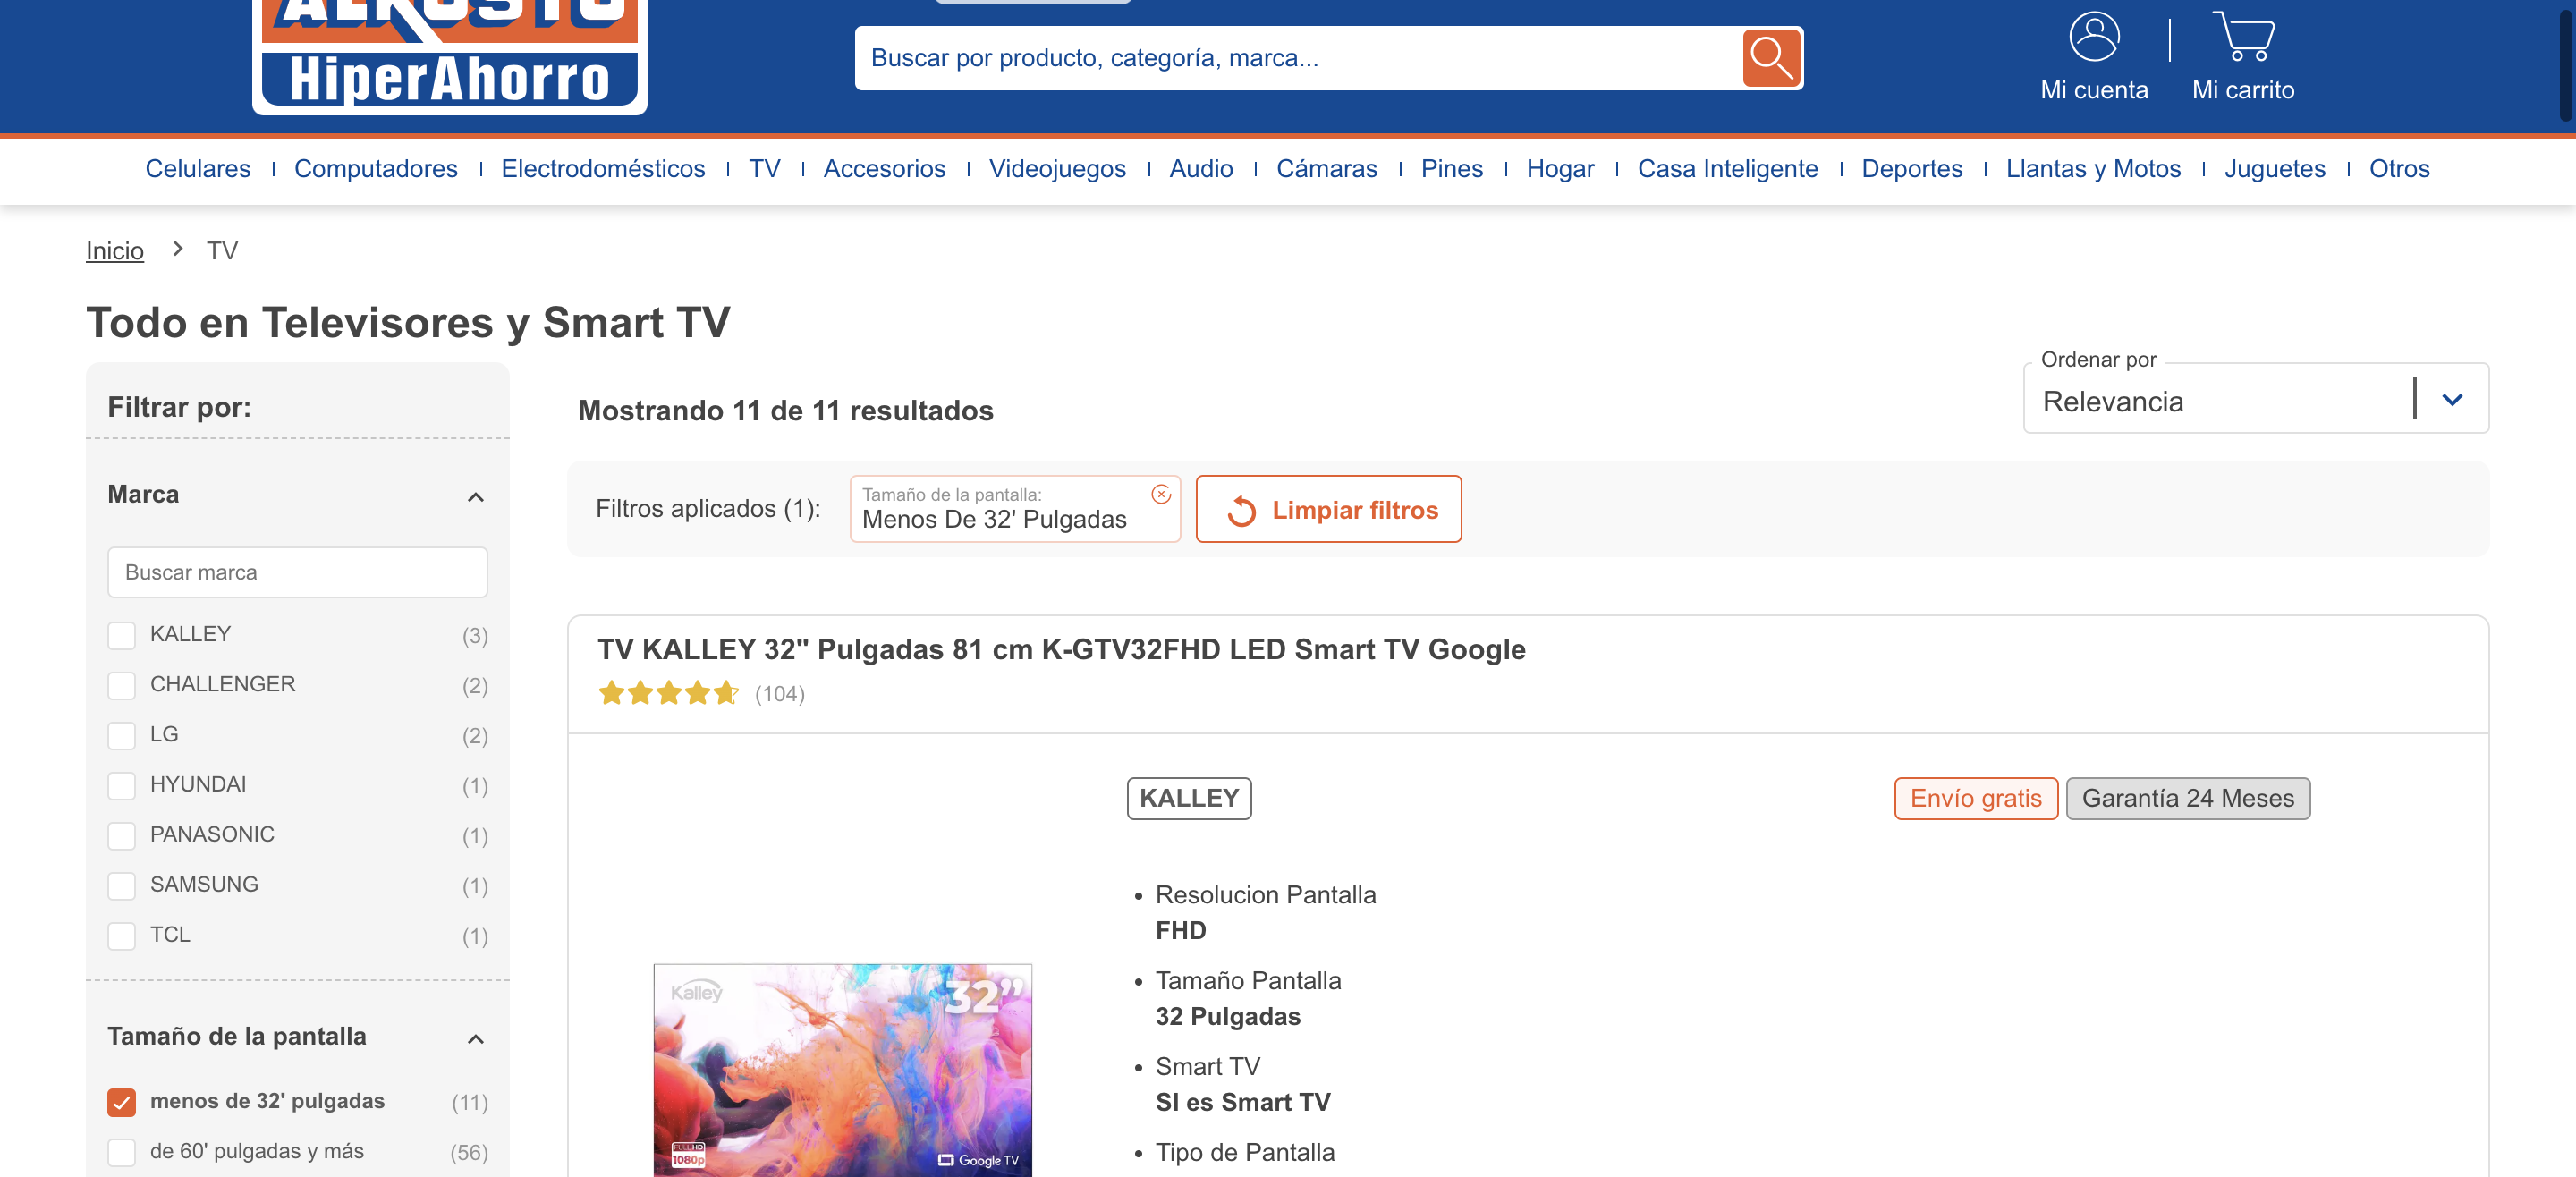 ALKOSTO
HiperAhorro
Buscar por producto, categoría, marca...
Mi cuenta
Mi carrito
Celulares
Computadores
Electrodomésticos
TV
Accesorios
Videojuegos
Audio
Cámaras
Pines
Hogar
Casa Inteligente
Deportes
Llantas y Motos
Juguetes
Otros
Inicio > TV
Todo en Televisores y Smart TV
Filtrar por:
Marca
Buscar marca
KALLEY (3)
CHALLENGER (2)
LG (2)
HYUNDAI (1)
PANASONIC (1)
SAMSUNG (1)
TCL (1)
Tamaño de la pantalla
menos de 32' pulgadas (11)
de 60' pulgadas y más (56)
Mostrando 11 de 11 resultados
Ordenar por
Relevancia
Filtros aplicados (1):
Tamaño de la pantalla:
Menos De 32' Pulgadas
Limpiar filtros
TV KALLEY 32" Pulgadas 81 cm K-GTV32FHD LED Smart TV Google
(104)
KALLEY
Envío gratis
Garantía 24 Meses
Kalley
32”
FULLHD
1080p
Google TV
Resolucion Pantalla
FHD
Tamaño Pantalla
32 Pulgadas
Smart TV
SI es Smart TV
Tipo de Pantalla